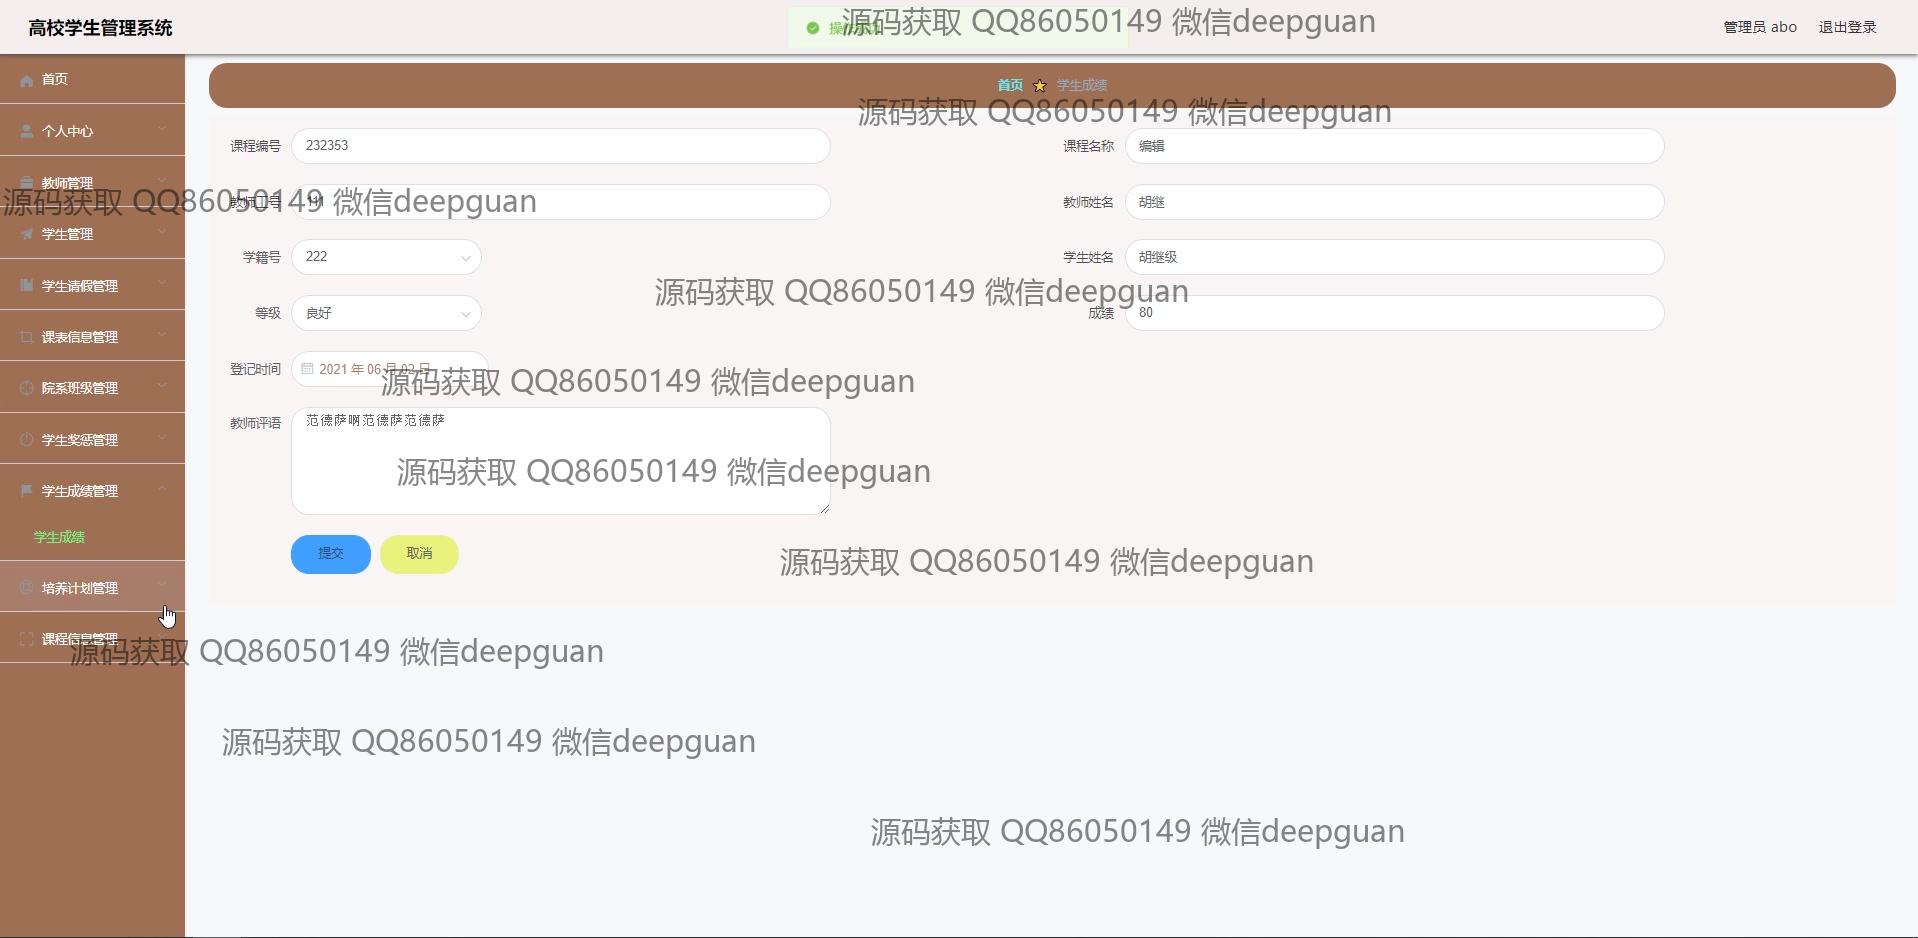 高校学生管理系统
源码获取 QQ86050149 微信deepguan
管理员 abo
退出登录
首页
个人中心
教师管理
学生管理
学生请假管理
课表信息管理
院系班级管理
学生奖惩管理
学生成绩管理
学生成绩
培养计划管理
课程信息管理
首页 学生成绩
源码获取 QQ86050149 微信deepguan
课程编号 232353
课程名称 编辑
教师工号 111
源码获取 QQ86050149 微信deepguan
教师姓名 胡继
学籍号 222
学生姓名 胡继级
源码获取 QQ86050149 微信deepguan
等级 良好
成绩 80
登记时间 2021 年 06 月 02 日
源码获取 QQ86050149 微信deepguan
教师评语 范德萨啊范德萨范德萨
源码获取 QQ86050149 微信deepguan
提交 取消
源码获取 QQ86050149 微信deepguan
源码获取 QQ86050149 微信deepguan
源码获取 QQ86050149 微信deepguan
源码获取 QQ86050149 微信deepguan